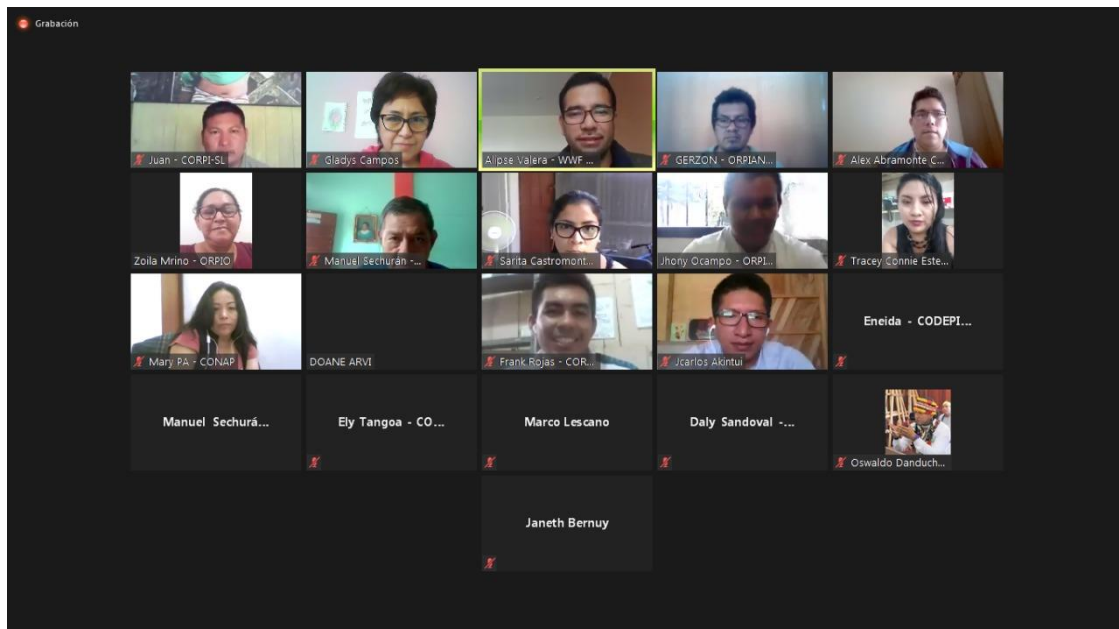 Grabación
Juan - CORPI-SL
Gladys Campos
Alipse Valera - WWF ...
GERZON - ORPIAN...
Alex Abramonte C...
Zoila Mrino - ORPIO
Manuel Sechurán -...
Sarita Castromont...
Jhony Ocampo - ORPI...
Tracey Connie Este...
Mary PA - CONAP
DOANE ARVI
Frank Rojas - COR...
Jcarlos Akintui
Eneida - CODEPI...
Manuel Sechurá...
Ely Tangoa - CO...
Marco Lescano
Daly Sandoval -...
Oswaldo Danduch...
Janeth Bernuy